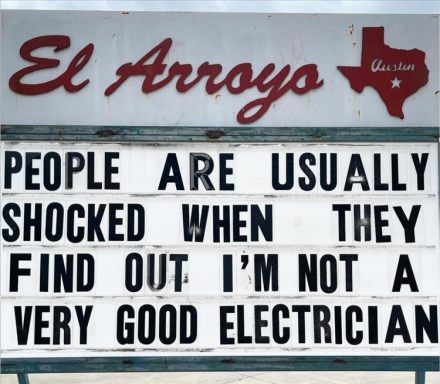 El Arroyo
Austin
PEOPLE ARE USUALLY
SHOCKED WHEN THEY
FIND OUT I'M NOT A
VERY GOOD ELECTRICIAN